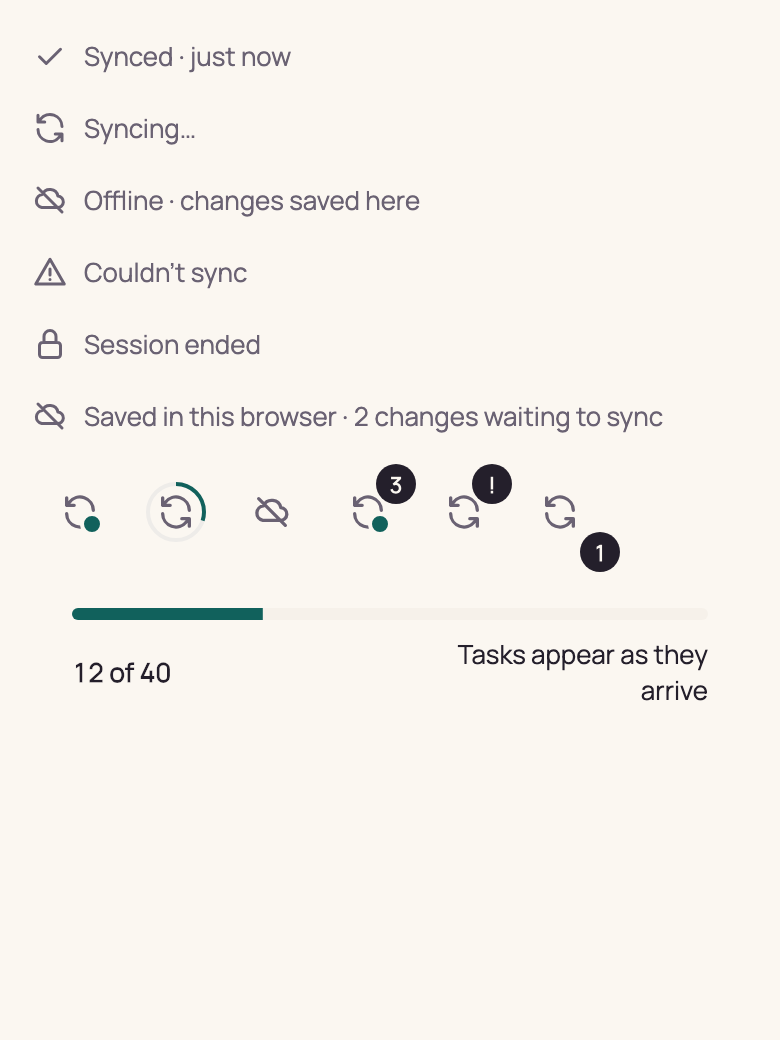 Synced · just now
Syncing…
Offline · changes saved here
Couldn’t sync
Session ended
Saved in this browser · 2 changes waiting to sync
3
!
1
12 of 40
Tasks appear as they
arrive